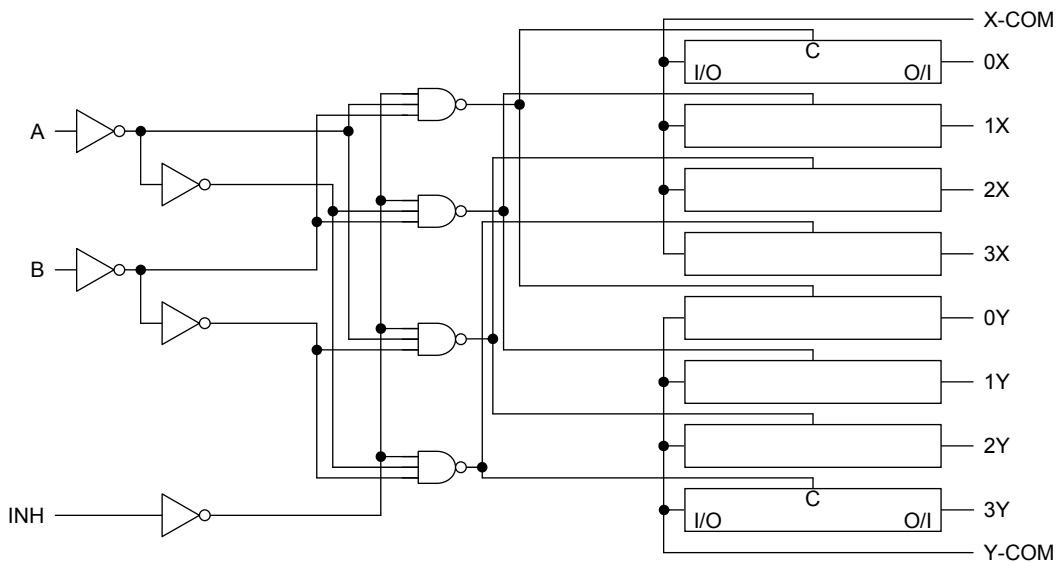 X-COM
C
I/O O/I 0X
A
1X
2X
B
3X
0Y
1Y
2Y
INH
C
I/O O/I 3Y
Y-COM